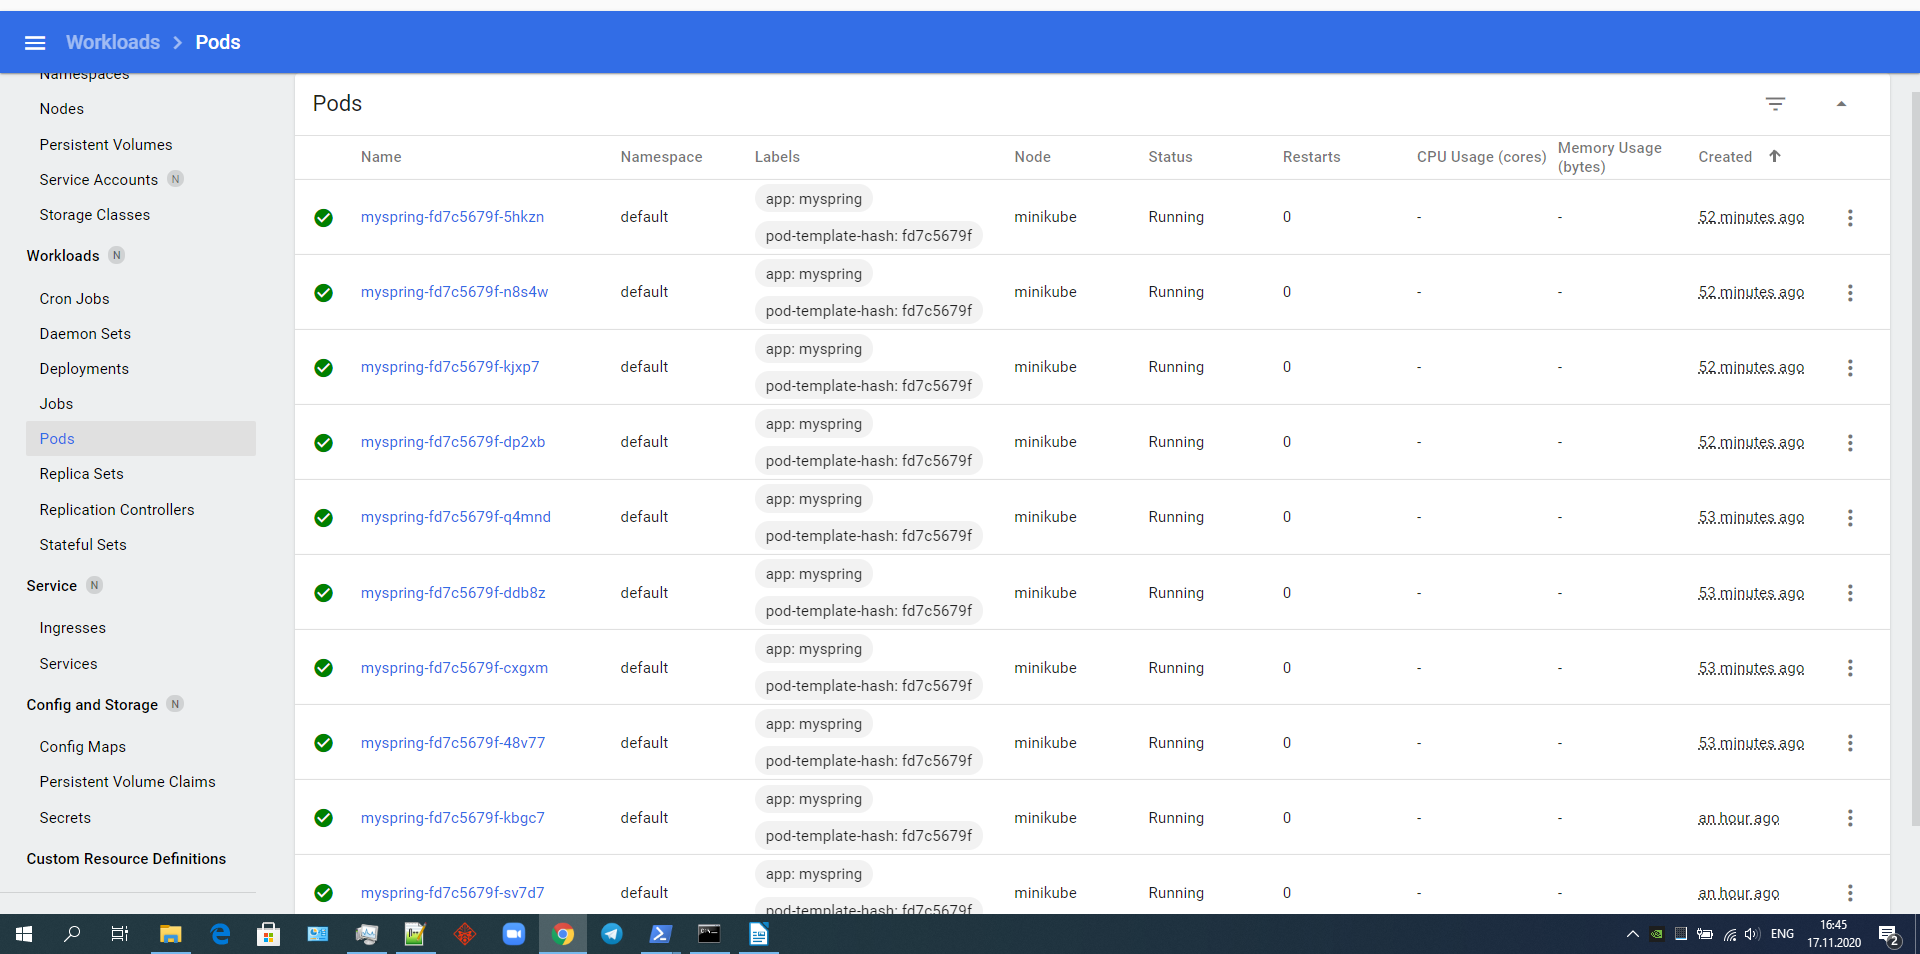 Workloads > Pods
Namespaces
Nodes
Persistent Volumes
Service Accounts N
Storage Classes
Workloads N
Cron Jobs
Daemon Sets
Deployments
Jobs
Pods
Replica Sets
Replication Controllers
Stateful Sets
Service N
Ingresses
Services
Config and Storage N
Config Maps
Persistent Volume Claims
Secrets
Custom Resource Definitions
Pods
Name Namespace Labels Node Status Restarts CPU Usage (cores) Memory Usage (bytes) Created
myspring-fd7c5679f-5hkzn default app: myspring pod-template-hash: fd7c5679f minikube Running 0 - - 52 minutes ago
myspring-fd7c5679f-n8s4w default app: myspring pod-template-hash: fd7c5679f minikube Running 0 - - 52 minutes ago
myspring-fd7c5679f-kjxp7 default app: myspring pod-template-hash: fd7c5679f minikube Running 0 - - 52 minutes ago
myspring-fd7c5679f-dp2xb default app: myspring pod-template-hash: fd7c5679f minikube Running 0 - - 52 minutes ago
myspring-fd7c5679f-q4mnd default app: myspring pod-template-hash: fd7c5679f minikube Running 0 - - 53 minutes ago
myspring-fd7c5679f-ddb8z default app: myspring pod-template-hash: fd7c5679f minikube Running 0 - - 53 minutes ago
myspring-fd7c5679f-cxgxm default app: myspring pod-template-hash: fd7c5679f minikube Running 0 - - 53 minutes ago
myspring-fd7c5679f-48v77 default app: myspring pod-template-hash: fd7c5679f minikube Running 0 - - 53 minutes ago
myspring-fd7c5679f-kbgc7 default app: myspring pod-template-hash: fd7c5679f minikube Running 0 - - an hour ago
myspring-fd7c5679f-sv7d7 default app: myspring pod-template-hash: fd7c5679f minikube Running 0 - - an hour ago
ENG
16:45
17.11.2020
2